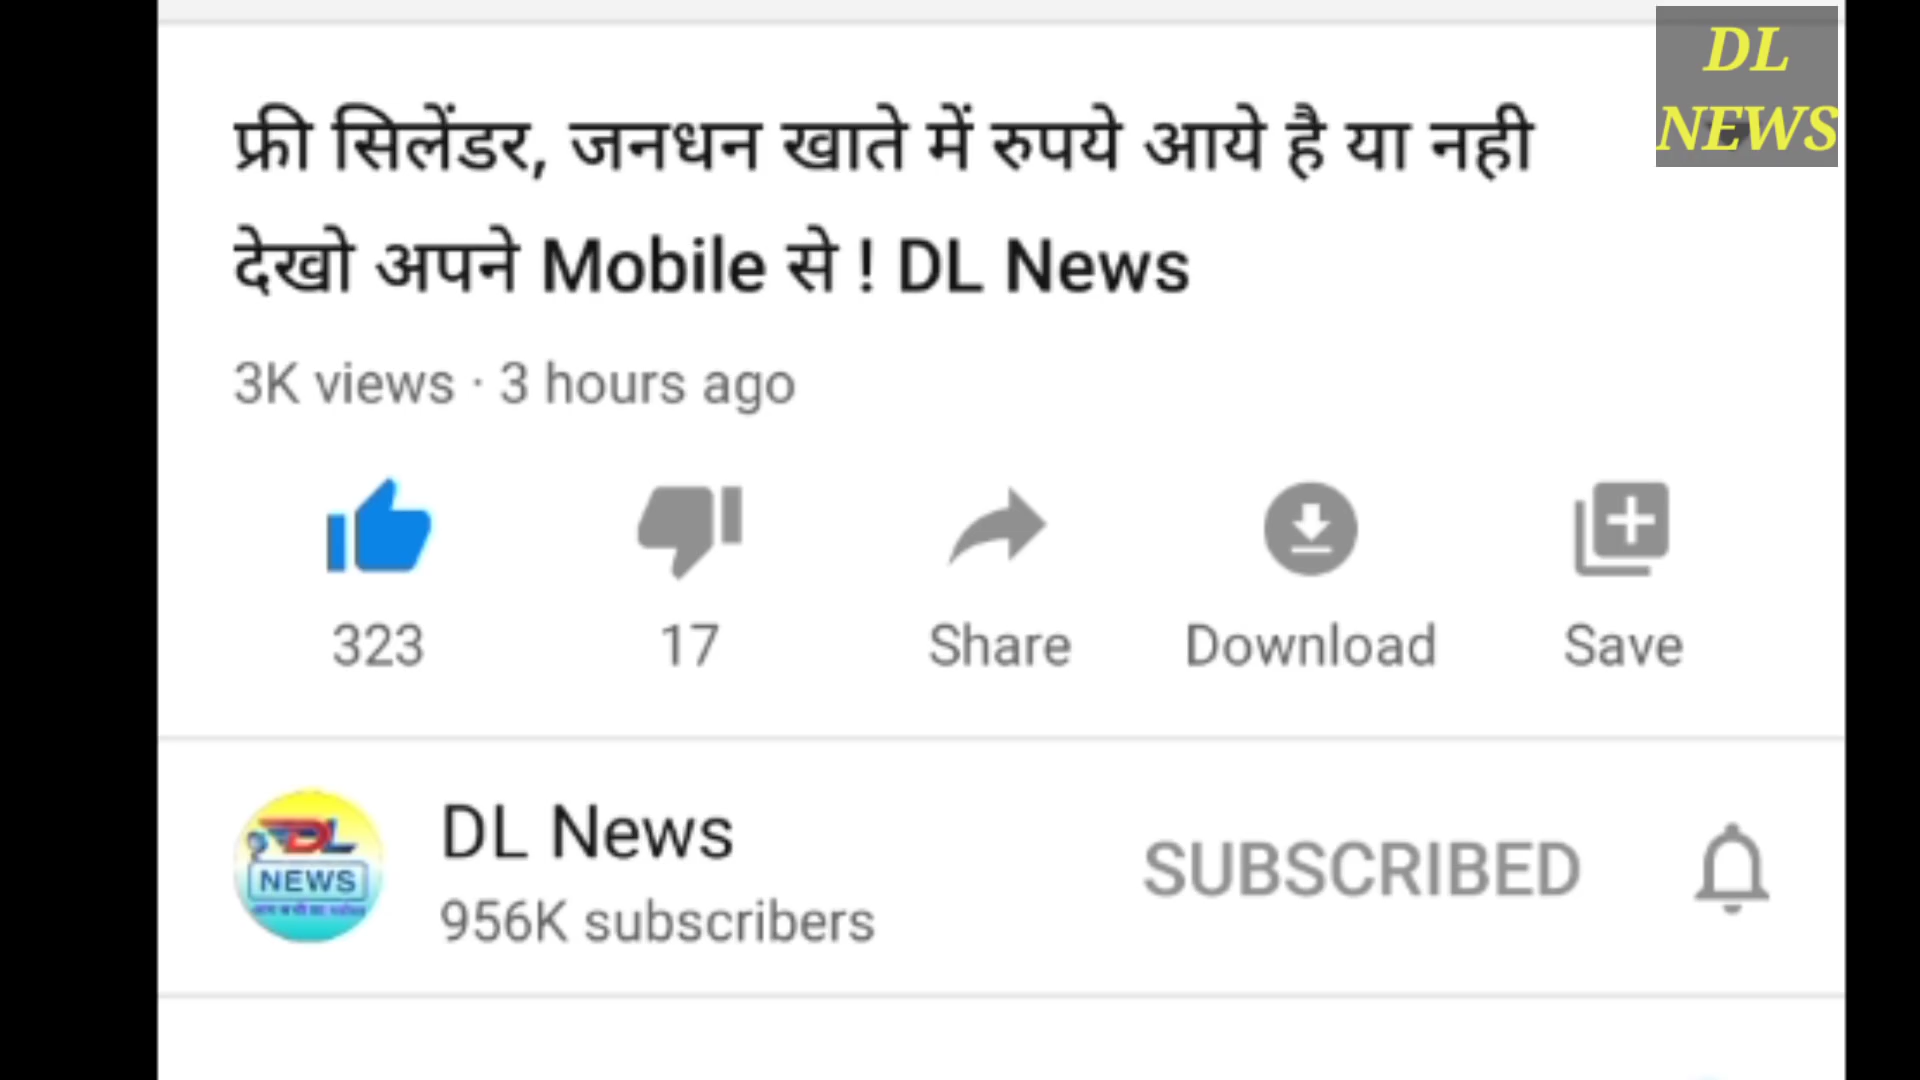 DL
NEWS
फ्री सिलेंडर, जनधन खाते में रुपये आये है या नही
देखो अपने Mobile से ! DL News
3K views · 3 hours ago
323
17
Share
Download
Save
DL
NEWS
DL News
956K subscribers
SUBSCRIBED